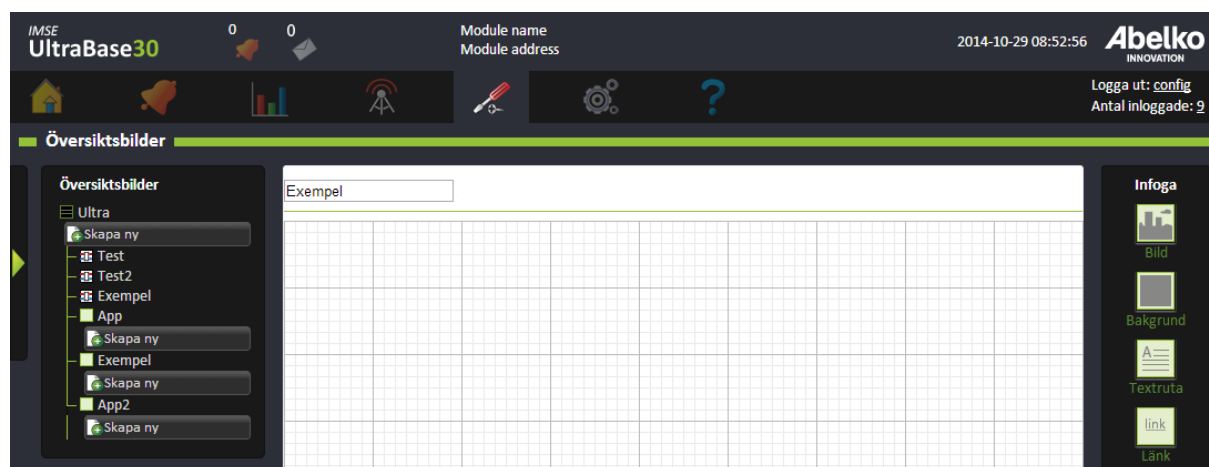 IMSE
UltraBase30
0
0
Module name
Module address
2014-10-29 08:52:56
Abelko
INNOVATION
Logga ut: config
Antal inloggade: 9
Översiktsbilder
Översiktsbilder
Ultra
Skapa ny
Test
Test2
Exempel
App
Skapa ny
Exempel
Skapa ny
App2
Skapa ny
Exempel
Infoga
Bild
Bakgrund
A
Textruta
link
Länk